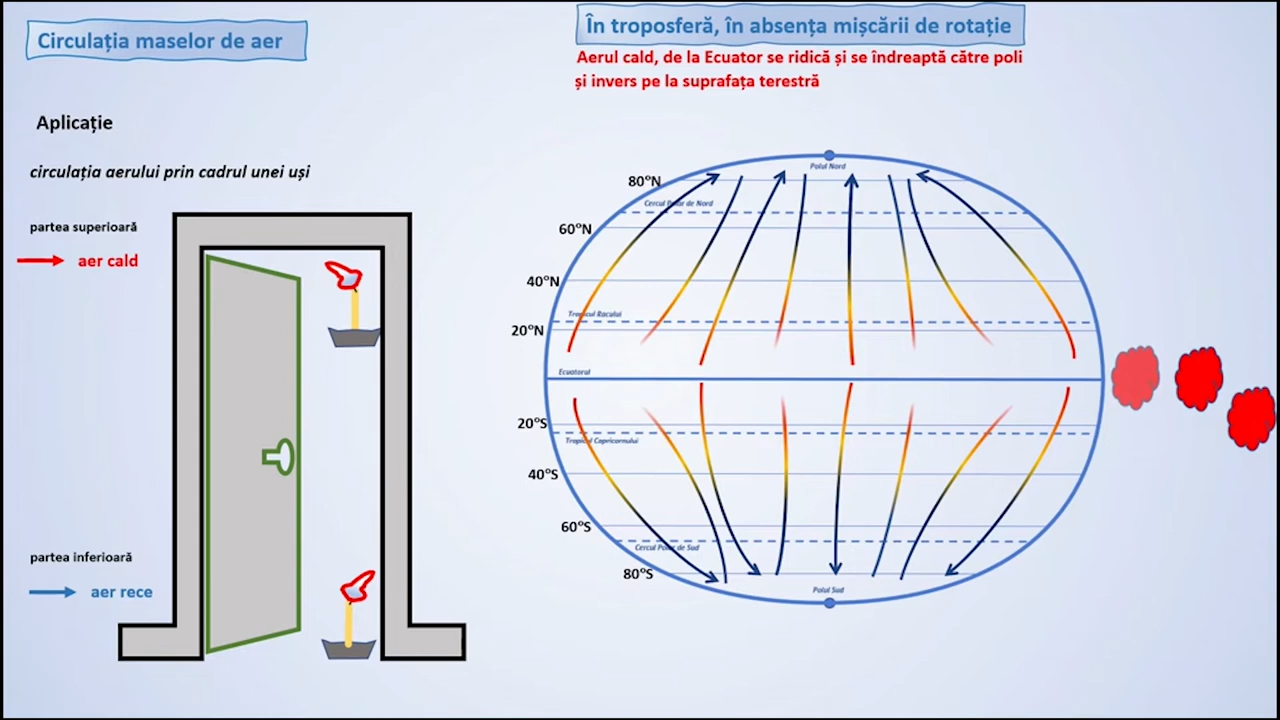 Circulația maselor de aer
În troposferă, în absența mișcării de rotație
Aerul cald, de la Ecuator se ridică și se îndreaptă către poli
și invers pe la suprafața terestră
Aplicație
circulația aerului prin cadrul unei uși
partea superioară
aer cald
partea inferioară
aer rece
Polul Nord
80°N
Cercul Polar de Nord
60°N
40°N
Tropicul Racului
20°N
Ecuatorul
20°S
Tropicul Capricornului
40°S
60°S
Cercul Polar de Sud
80°S
Polul Sud